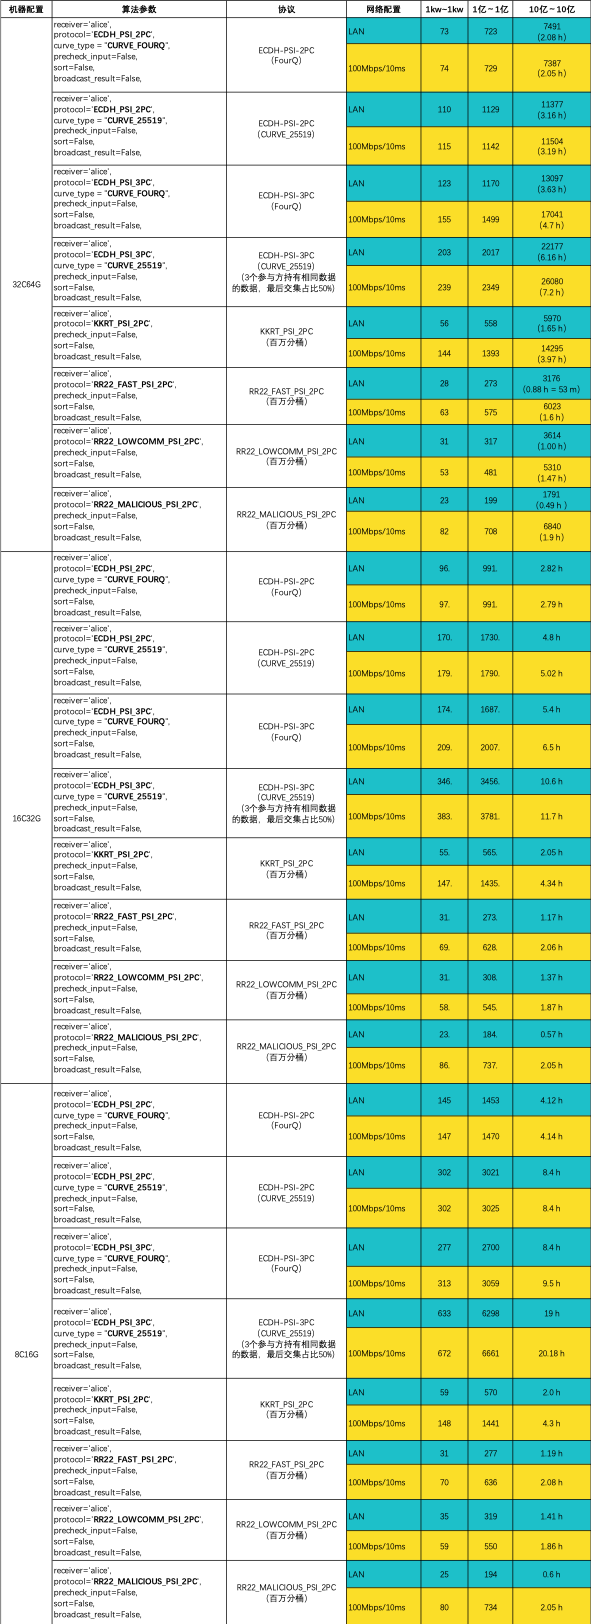 机器配置 算法参数 协议 网络配置 1kw~1kw 1亿~1亿 10亿~10亿
32C64G
receiver='alice',
protocol='ECDH_PSI_2PC',
curve_type = "CURVE_FOURQ",
precheck_input=False,
sort=False,
broadcast_result=False,
ECDH-PSI-2PC
(FourQ)
LAN 73 723 7491
(2.08 h)
100Mbps/10ms 74 729 7387
(2.05 h)
receiver='alice',
protocol='ECDH_PSI_2PC',
curve_type = "CURVE_25519",
precheck_input=False,
sort=False,
broadcast_result=False,
ECDH-PSI-2PC
(CURVE_25519)
LAN 110 1129 11377
(3.16 h)
100Mbps/10ms 115 1142 11504
(3.19 h)
receiver='alice',
protocol='ECDH_PSI_3PC',
curve_type = "CURVE_FOURQ",
precheck_input=False,
sort=False,
broadcast_result=False,
ECDH-PSI-3PC
(FourQ)
LAN 123 1170 13097
(3.63 h)
100Mbps/10ms 155 1499 17041
(4.7 h)
receiver='alice',
protocol='ECDH_PSI_3PC',
curve_type = "CURVE_25519",
precheck_input=False,
sort=False,
broadcast_result=False,
ECDH-PSI-3PC
(CURVE_25519)
(3个参与方持有相同数据
的数据，最后交集占比50%)
LAN 203 2017 22177
(6.16 h)
100Mbps/10ms 239 2349 26080
(7.2 h)
receiver='alice',
protocol='KKRT_PSI_2PC',
precheck_input=False,
sort=False,
broadcast_result=False,
KKRT_PSI_2PC
(百万分桶)
LAN 56 558 5970
(1.65 h)
100Mbps/10ms 144 1393 14295
(3.97 h)
receiver='alice',
protocol='RR22_FAST_PSI_2PC',
precheck_input=False,
sort=False,
broadcast_result=False,
RR22_FAST_PSI_2PC
(百万分桶)
LAN 28 273 3176
(0.88 h = 53 m)
100Mbps/10ms 63 575 6023
(1.6 h)
receiver='alice',
protocol='RR22_LOWCOMM_PSI_2PC',
precheck_input=False,
sort=False,
broadcast_result=False,
RR22_LOWCOMM_PSI_2PC
(百万分桶)
LAN 31 317 3614
(1.00 h)
100Mbps/10ms 53 481 5310
(1.47 h)
receiver='alice',
protocol='RR22_MALICIOUS_PSI_2PC',
precheck_input=False,
sort=False,
broadcast_result=False,
RR22_MALICIOUS_PSI_2PC
(百万分桶)
LAN 23 199 1791
(0.49 h )
100Mbps/10ms 82 708 6840
(1.9 h)
16C32G
receiver='alice',
protocol='ECDH_PSI_2PC',
curve_type = "CURVE_FOURQ",
precheck_input=False,
sort=False,
broadcast_result=False,
ECDH-PSI-2PC
(FourQ)
LAN 96. 991. 2.82 h
100Mbps/10ms 97. 991. 2.79 h
receiver='alice',
protocol='ECDH_PSI_2PC',
curve_type = "CURVE_25519",
precheck_input=False,
sort=False,
broadcast_result=False,
ECDH-PSI-2PC
(CURVE_25519)
LAN 170. 1730. 4.8 h
100Mbps/10ms 179. 1790. 5.02 h
receiver='alice',
protocol='ECDH_PSI_3PC',
curve_type = "CURVE_FOURQ",
precheck_input=False,
sort=False,
broadcast_result=False,
ECDH-PSI-3PC
(FourQ)
LAN 174. 1687. 5.4 h
100Mbps/10ms 209. 2007. 6.5 h
receiver='alice',
protocol='ECDH_PSI_3PC',
curve_type = "CURVE_25519",
precheck_input=False,
sort=False,
broadcast_result=False,
ECDH-PSI-3PC
(CURVE_25519)
(3个参与方持有相同数据
的数据，最后交集占比50%)
LAN 346. 3456. 10.6 h
100Mbps/10ms 383. 3781. 11.7 h
receiver='alice',
protocol='KKRT_PSI_2PC',
precheck_input=False,
sort=False,
broadcast_result=False,
KKRT_PSI_2PC
(百万分桶)
LAN 55. 565. 2.05 h
100Mbps/10ms 147. 1435. 4.34 h
receiver='alice',
protocol='RR22_FAST_PSI_2PC',
precheck_input=False,
sort=False,
broadcast_result=False,
RR22_FAST_PSI_2PC
(百万分桶)
LAN 31. 273. 1.17 h
100Mbps/10ms 69. 628. 2.06 h
receiver='alice',
protocol='RR22_LOWCOMM_PSI_2PC',
precheck_input=False,
sort=False,
broadcast_result=False,
RR22_LOWCOMM_PSI_2PC
(百万分桶)
LAN 31. 308. 1.37 h
100Mbps/10ms 58. 545. 1.87 h
receiver='alice',
protocol='RR22_MALICIOUS_PSI_2PC',
precheck_input=False,
sort=False,
broadcast_result=False,
RR22_MALICIOUS_PSI_2PC
(百万分桶)
LAN 23. 184. 0.57 h
100Mbps/10ms 86. 737. 2.05 h
8C16G
receiver='alice',
protocol='ECDH_PSI_2PC',
curve_type = "CURVE_FOURQ",
precheck_input=False,
sort=False,
broadcast_result=False,
ECDH-PSI-2PC
(FourQ)
LAN 145 1453 4.12 h
100Mbps/10ms 147 1470 4.14 h
receiver='alice',
protocol='ECDH_PSI_2PC',
curve_type = "CURVE_25519",
precheck_input=False,
sort=False,
broadcast_result=False,
ECDH-PSI-2PC
(CURVE_25519)
LAN 302 3021 8.4 h
100Mbps/10ms 302 3025 8.4 h
receiver='alice',
protocol='ECDH_PSI_3PC',
curve_type = "CURVE_FOURQ",
precheck_input=False,
sort=False,
broadcast_result=False,
ECDH-PSI-3PC
(FourQ)
LAN 277 2700 8.4 h
100Mbps/10ms 313 3059 9.5 h
receiver='alice',
protocol='ECDH_PSI_3PC',
curve_type = "CURVE_25519",
precheck_input=False,
sort=False,
broadcast_result=False,
ECDH-PSI-3PC
(CURVE_25519)
(3个参与方持有相同数据
的数据，最后交集占比50%)
LAN 633 6298 19 h
100Mbps/10ms 672 6661 20.18 h
receiver='alice',
protocol='KKRT_PSI_2PC',
precheck_input=False,
sort=False,
broadcast_result=False,
KKRT_PSI_2PC
(百万分桶)
LAN 59 570 2.0 h
100Mbps/10ms 148 1441 4.3 h
receiver='alice',
protocol='RR22_FAST_PSI_2PC',
precheck_input=False,
sort=False,
broadcast_result=False,
RR22_FAST_PSI_2PC
(百万分桶)
LAN 31 277 1.19 h
100Mbps/10ms 70 636 2.08 h
receiver='alice',
protocol='RR22_LOWCOMM_PSI_2PC',
precheck_input=False,
sort=False,
broadcast_result=False,
RR22_LOWCOMM_PSI_2PC
(百万分桶)
LAN 35 319 1.41 h
100Mbps/10ms 59 550 1.86 h
receiver='alice',
protocol='RR22_MALICIOUS_PSI_2PC',
precheck_input=False,
sort=False,
broadcast_result=False,
RR22_MALICIOUS_PSI_2PC
(百万分桶)
LAN 25 194 0.6 h
100Mbps/10ms 80 734 2.05 h